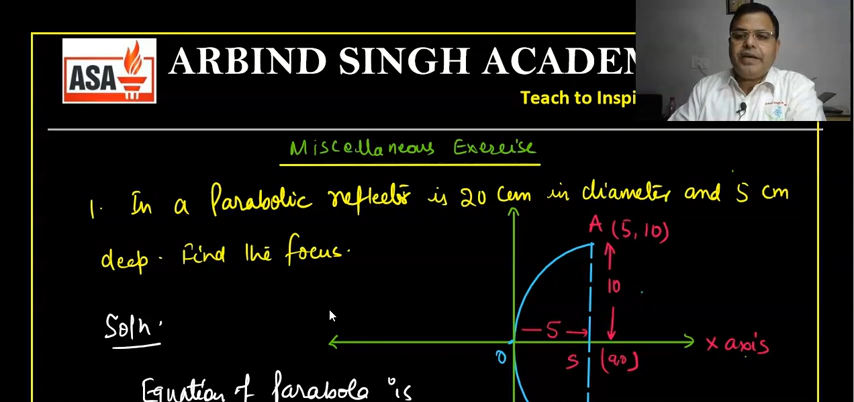 ASA
ARBIND SINGH ACADEM
Teach to Inspi
Miscellaneous Exercise
1. In a Parabolic reflector is 20 cm in diameter and 5 cm
deep. Find the focus.
A (5, 10)
10
5
x axis
O
S (a,0)
Soln.
Equation of Parabola is